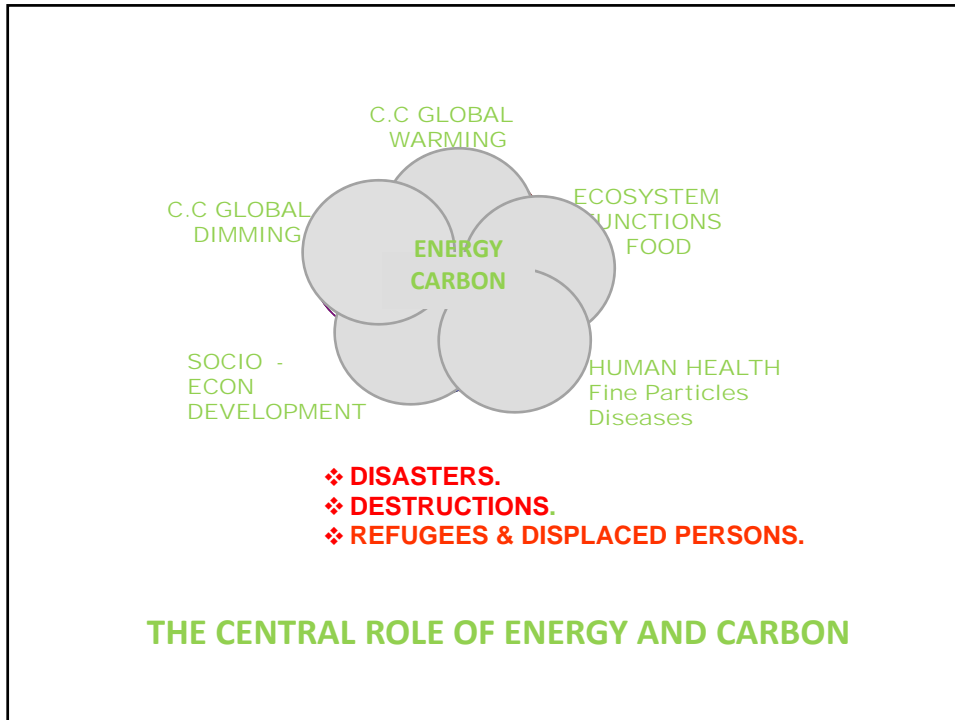 C.C GLOBAL
WARMING
C.C GLOBAL
DIMMING
ECOSYSTEM
FUNCTIONS
FOOD
ENERGY
CARBON
SOCIO -
ECON
DEVELOPMENT
HUMAN HEALTH
Fine Particles
Diseases
❖ DISASTERS.
❖ DESTRUCTIONS.
❖ REFUGEES & DISPLACED PERSONS.
THE CENTRAL ROLE OF ENERGY AND CARBON